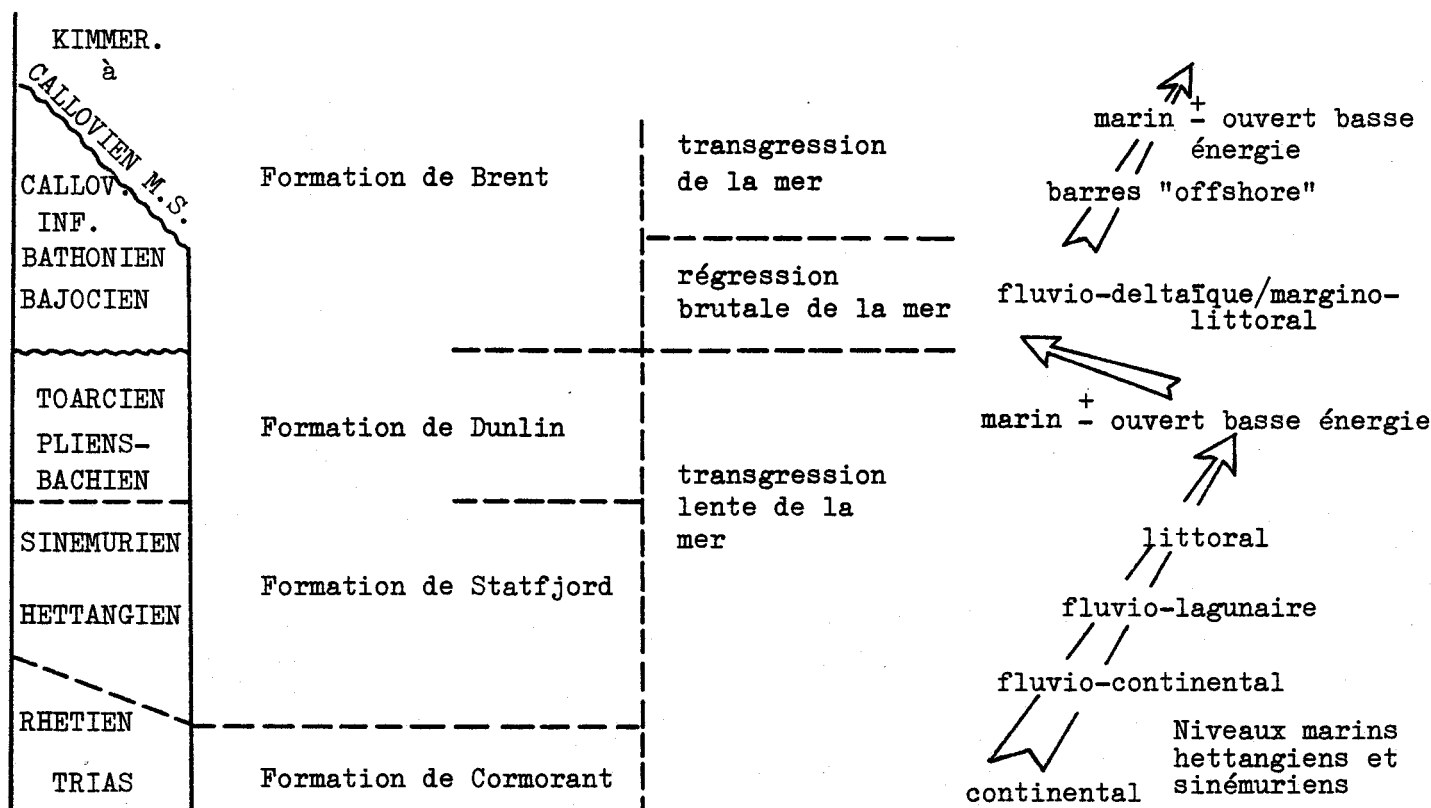 KIMMER.
à
CALLOVIEN M.S.
CALLOV.
INF.
BATHONIEN
BAJOCIEN
TOARCIEN
PLIENS-
BACHIEN
SINEMURIEN
HETTANGIEN
RHETIEN
TRIAS
Formation de Brent
Formation de Dunlin
Formation de Statfjord
Formation de Cormorant
transgression
de la mer
régression
brutale de la mer
transgression
lente de la
mer
marin ± ouvert basse
énergie
barres "offshore"
fluvio-deltaïque/margino-
littoral
marin ± ouvert basse énergie
littoral
fluvio-lagunaire
fluvio-continental
continental
Niveaux marins
hettangiens et
sinémuriens